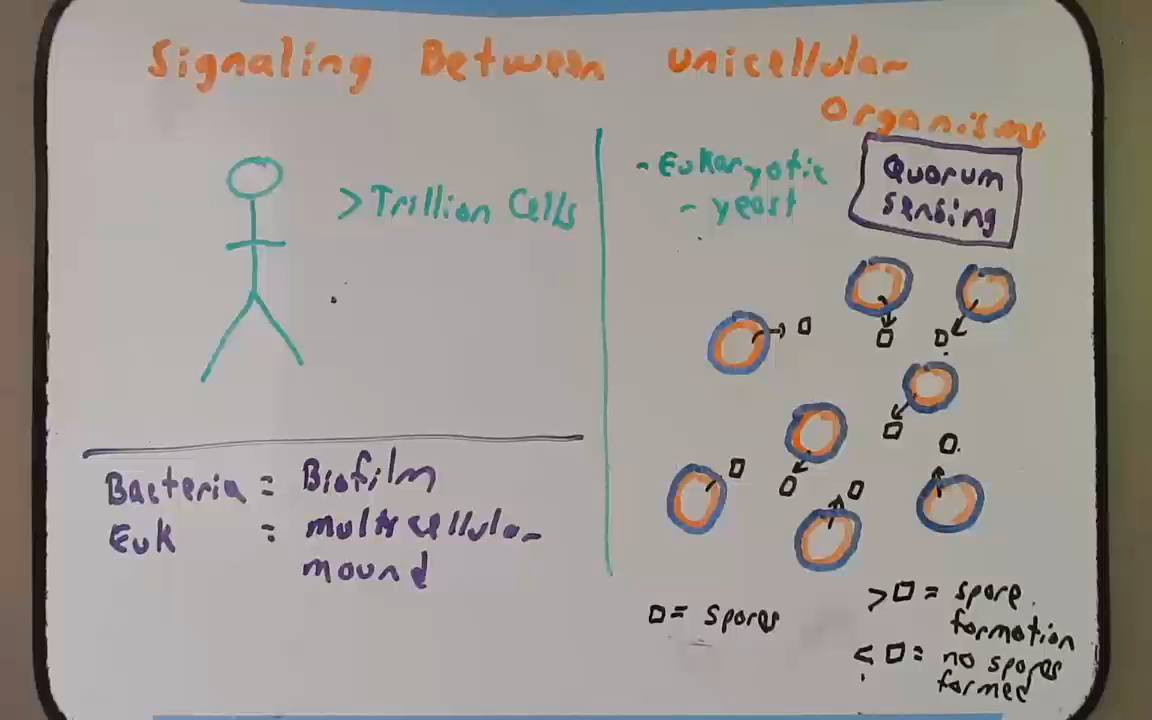 Signaling Between unicellular
organisms
> Trillion Cells
- Eukaryotic
- yeast
Quorum
sensing
Bacteria = Biofilm
Euk = multicellular
mound
□ = spores
> □ = spore
formation
< □ = no spores
formed